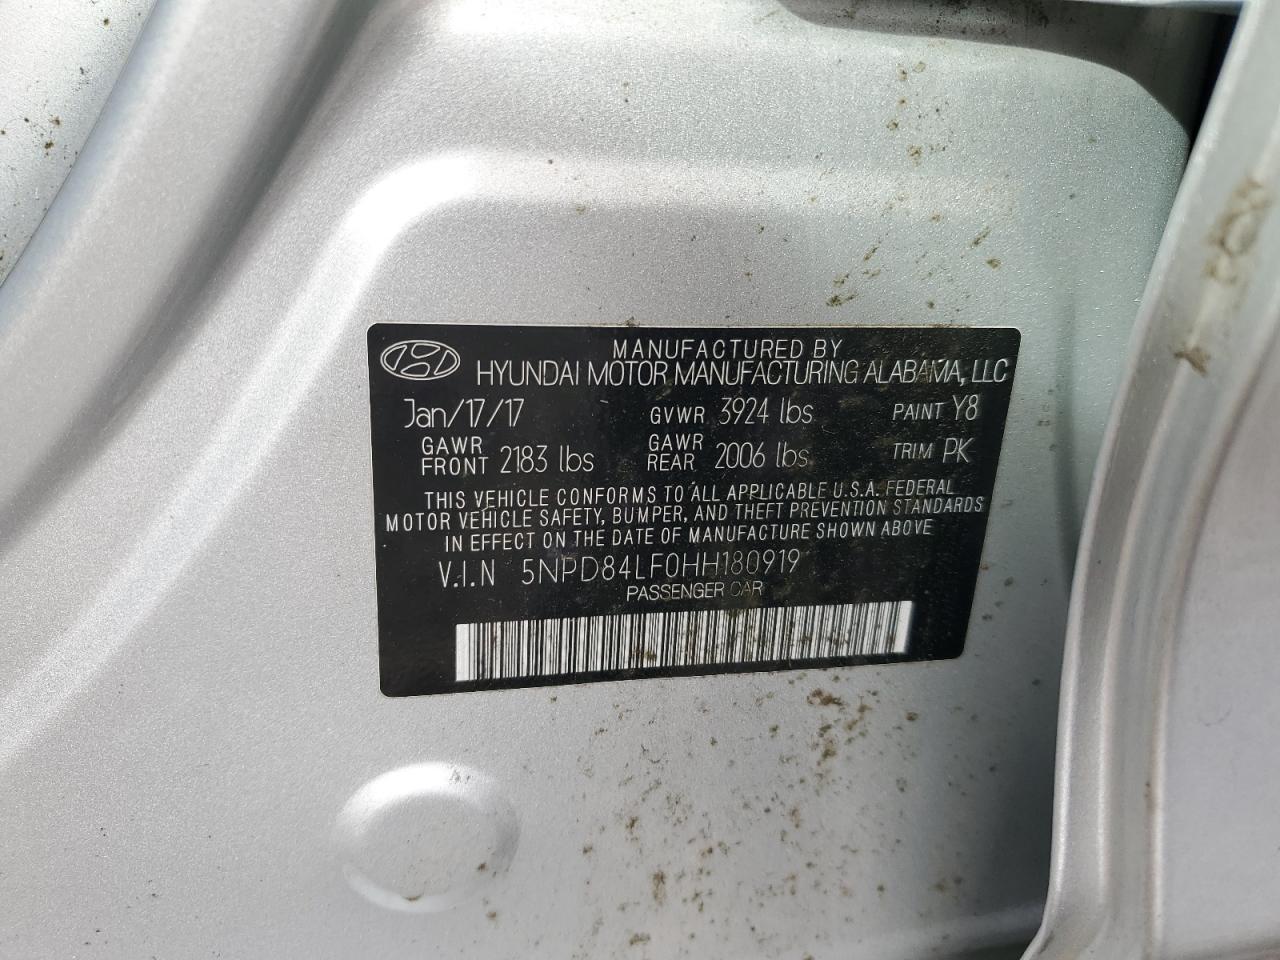 MANUFACTURED BY
HYUNDAI MOTOR MANUFACTURING ALABAMA, LLC
Jan/17/17 GVWR 3924 lbs PAINT Y8
GAWR FRONT 2183 lbs GAWR REAR 2006 lbs TRIM PK
THIS VEHICLE CONFORMS TO ALL APPLICABLE U.S.A. FEDERAL
MOTOR VEHICLE SAFETY, BUMPER, AND THEFT PREVENTION STANDARDS
IN EFFECT ON THE DATE OF MANUFACTURE SHOWN ABOVE
V.I.N 5NPD84LF0HH180919
PASSENGER CAR